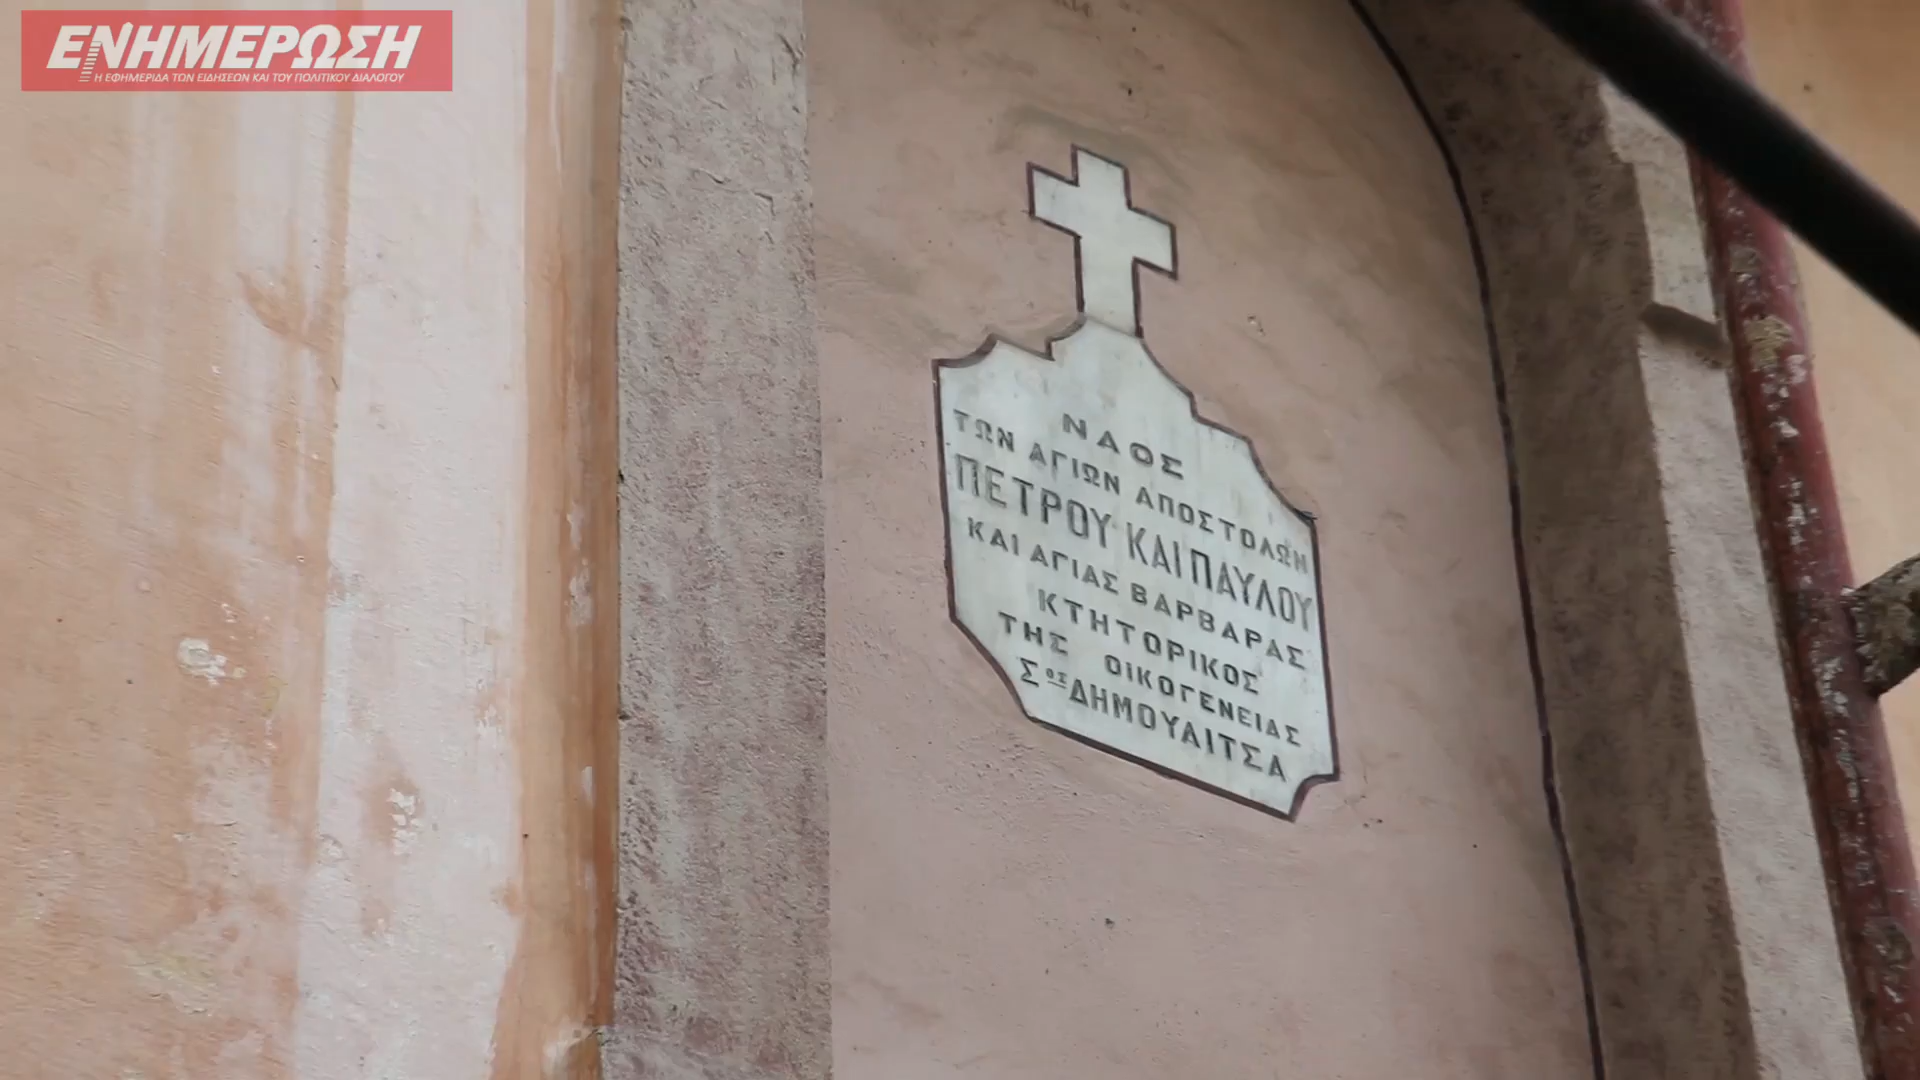 ΕΝΗΜΕΡΩΣΗ
Η ΕΦΗΜΕΡΙΔΑ ΤΩΝ ΕΙΔΗΣΕΩΝ ΚΑΙ ΤΟΥ ΠΟΛΙΤΙΚΟΥ ΔΙΑΛΟΓΟΥ
ΝΑΟΣ
ΤΩΝ ΑΓΙΩΝ ΑΠΟΣΤΟΛΩΝ
ΠΕΤΡΟΥ ΚΑΙ ΠΑΥΛΟΥ
ΚΑΙ ΑΓΙΑΣ ΒΑΡΒΑΡΑΣ
ΚΤΗΤΟΡΙΚΟΣ
ΤΗΣ ΟΙΚΟΓΕΝΕΙΑΣ
Σᵒˢ ΔΗΜΟΥΛΙΤΣΑ